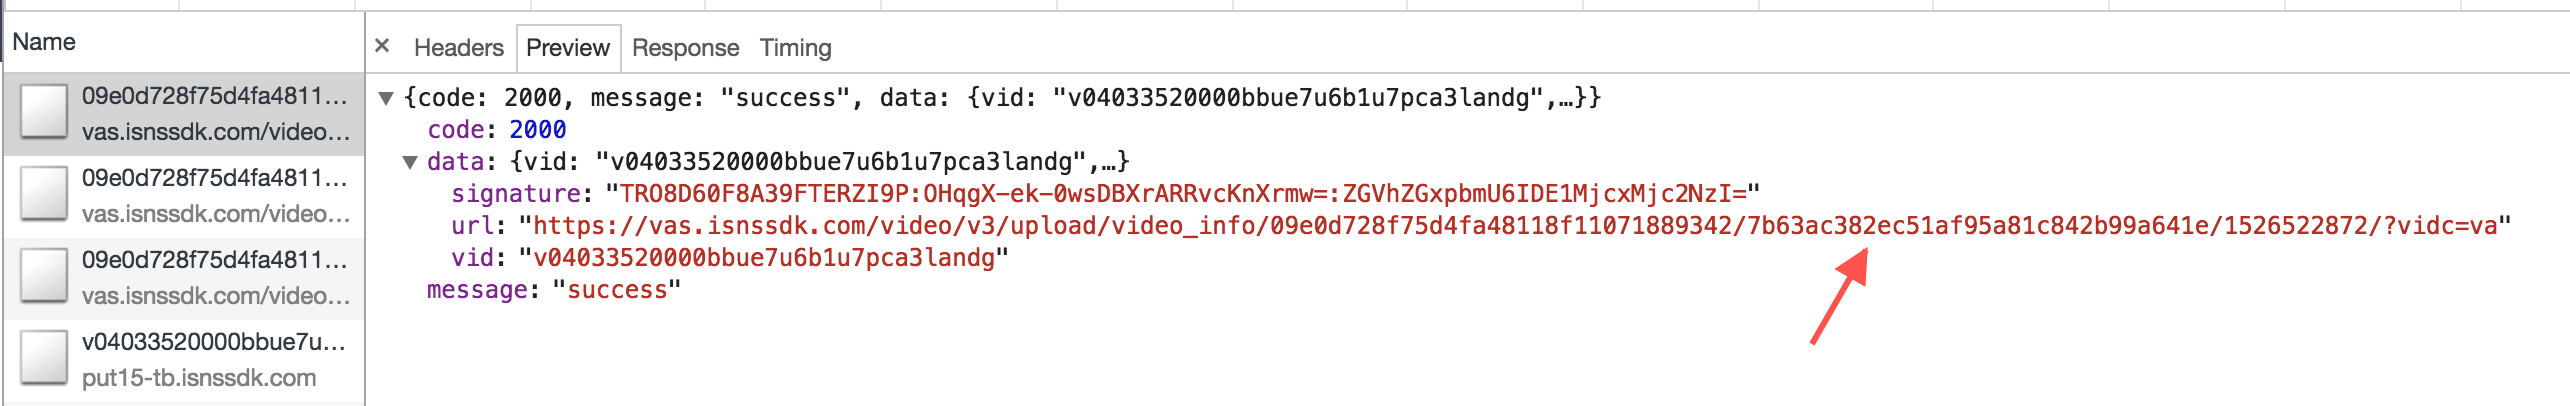 Name
09e0d728f75d4fa4811...
vas.isnssdk.com/video...
09e0d728f75d4fa4811...
vas.isnssdk.com/video...
09e0d728f75d4fa4811...
vas.isnssdk.com/video...
v04033520000bbue7u...
put15-tb.isnssdk.com
× Headers Preview Response Timing
▼ {code: 2000, message: "success", data: {vid: "v04033520000bbue7u6b1u7pca3landg",…}}
code: 2000
▼ data: {vid: "v04033520000bbue7u6b1u7pca3landg",…}
signature: "TRO8D60F8A39FTERZI9P:OHqgX-ek-0wsDBXrARRvcKnXrmw=:ZGVhZGxpbmU6IDE1MjcxMjc2NzI="
url: "https://vas.isnssdk.com/video/v3/upload/video_info/09e0d728f75d4fa48118f11071889342/7b63ac382ec51af95a81c842b99a641e/1526522872/?vidc=va"
vid: "v04033520000bbue7u6b1u7pca3landg"
message: "success"